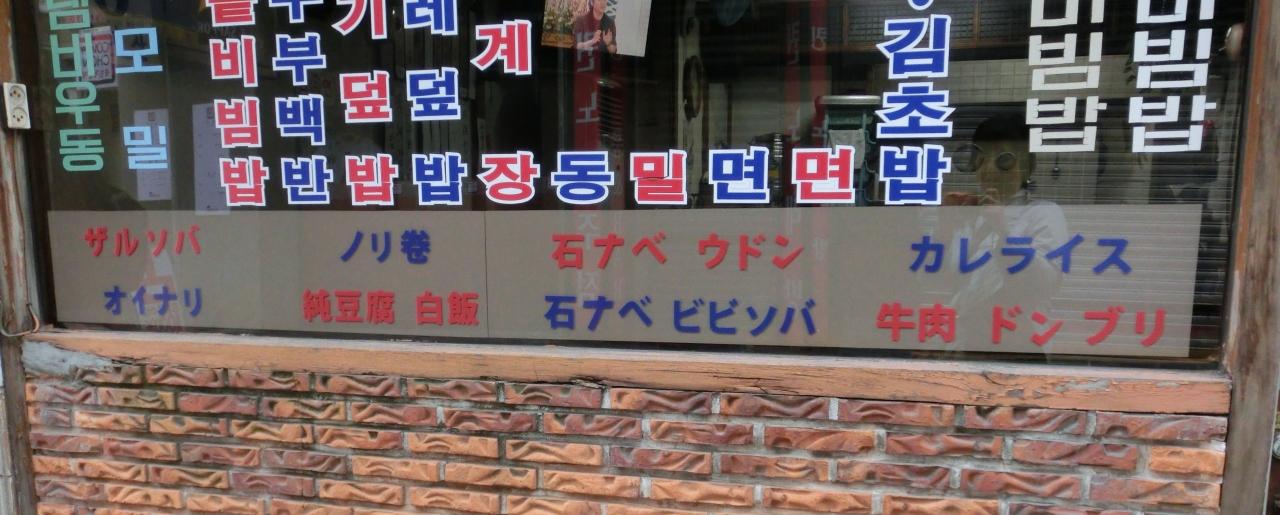 비우동
모밀
비빔밥
부백반
기덮밥
레덮밥
계장
동
밀
면
면
김초밥
비빔밥
비빔밥
ザルソバ ノリ巻 石ナベ ウドン カレライス
オイナリ 純豆腐 白飯 石ナベ ビビソバ 牛肉 ドンブリ